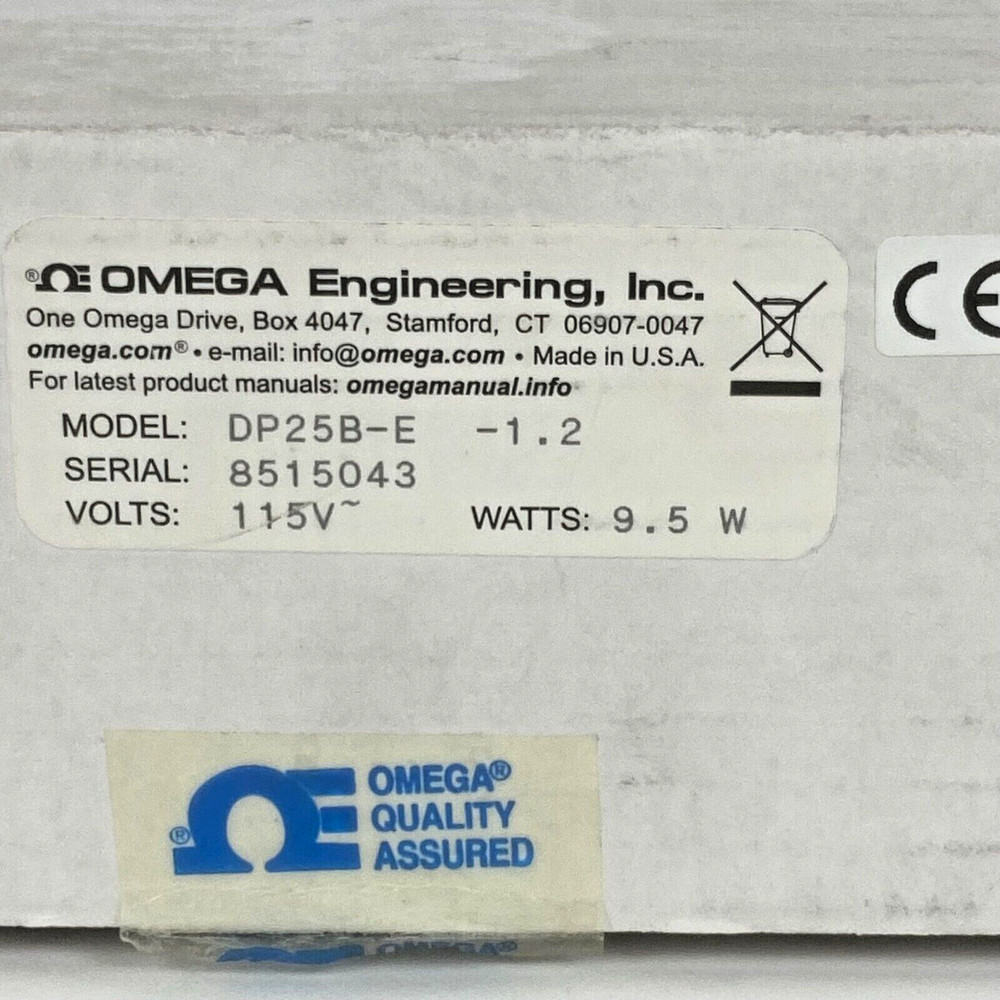 ®ΩE OMEGA Engineering, Inc.
One Omega Drive, Box 4047, Stamford, CT 06907-0047
omega.com® • e-mail: info@omega.com • Made in U.S.A.
For latest product manuals: omegamanual.info
MODEL: DP25B-E -1.2
SERIAL: 8515043
VOLTS: 115V~ WATTS: 9.5 W
CE
®ΩE OMEGA®
QUALITY
ASSURED
OMEGA®